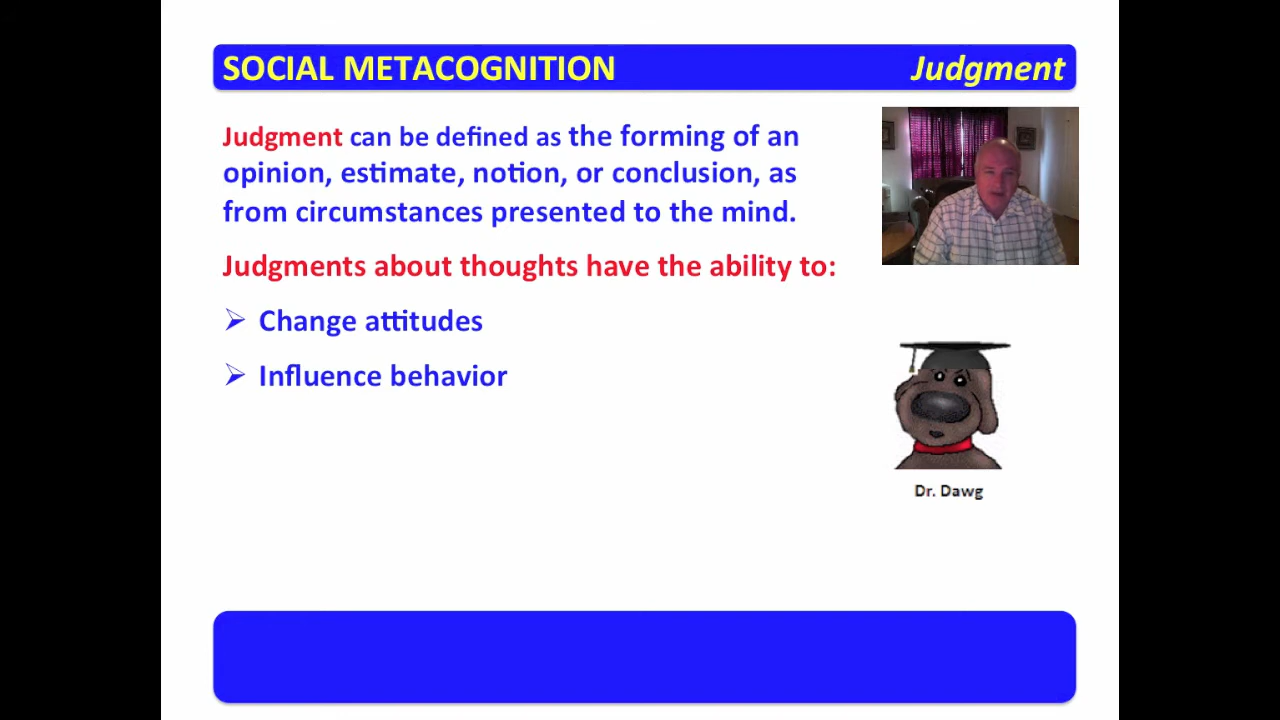 SOCIAL METACOGNITION Judgment
Judgment can be defined as the forming of an
opinion, estimate, notion, or conclusion, as
from circumstances presented to the mind.
Judgments about thoughts have the ability to:
Change attitudes
Influence behavior
Dr. Dawg